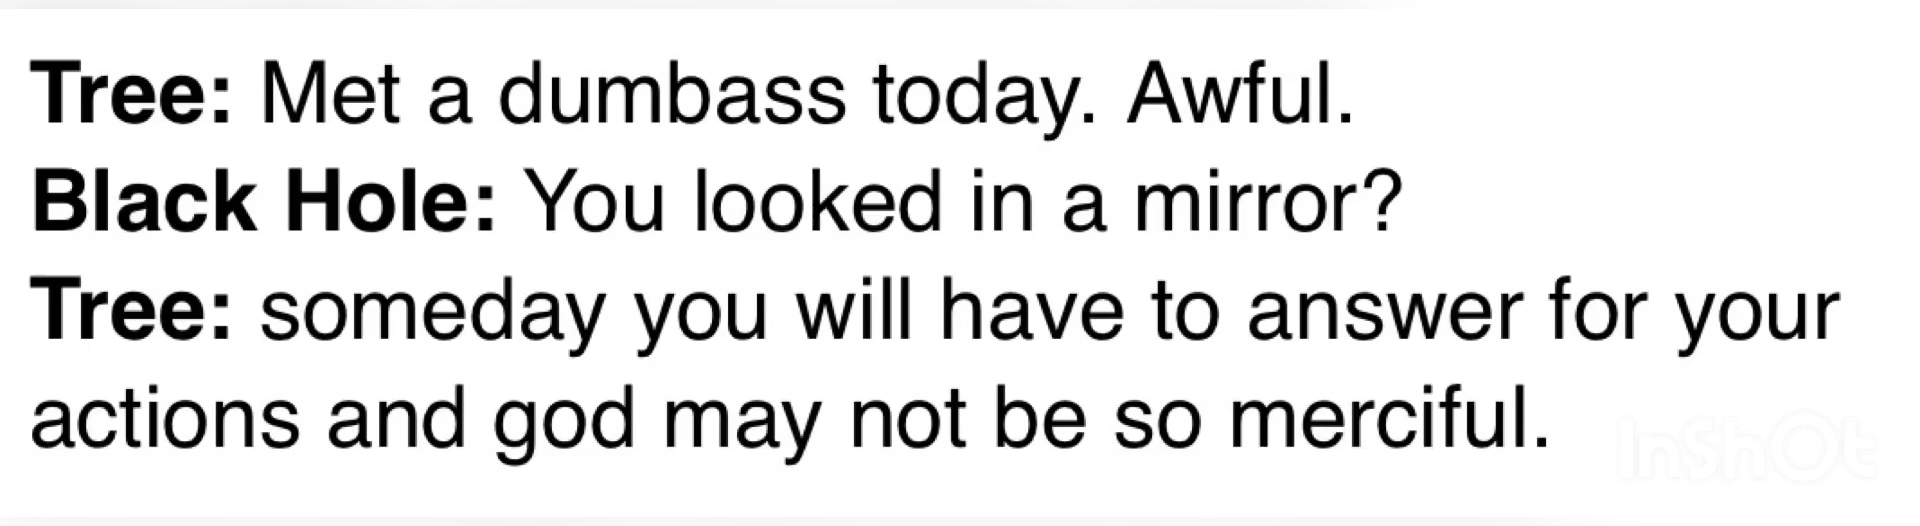 Tree: Met a dumbass today. Awful.
Black Hole: You looked in a mirror?
Tree: someday you will have to answer for your
actions and god may not be so merciful.
InShOt